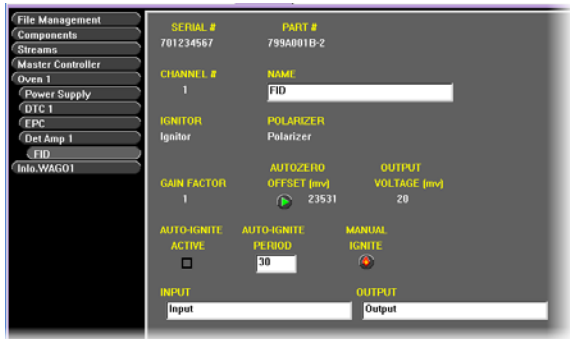 File Management
Components
Streams
Master Controller
Oven 1
Power Supply
DTC 1
EPC
Det Amp 1
FID
Info.WAGO1
SERIAL # PART #
701234567 799A001B-2
CHANNEL # NAME
1 FID
IGNITOR POLARIZER
Ignitor Polarizer
AUTOZERO OUTPUT
GAIN FACTOR OFFSET (mv) VOLTAGE (mv)
1 23531 20
AUTO-IGNITE AUTO-IGNITE MANUAL
ACTIVE PERIOD IGNITE
30
INPUT OUTPUT
Input Output